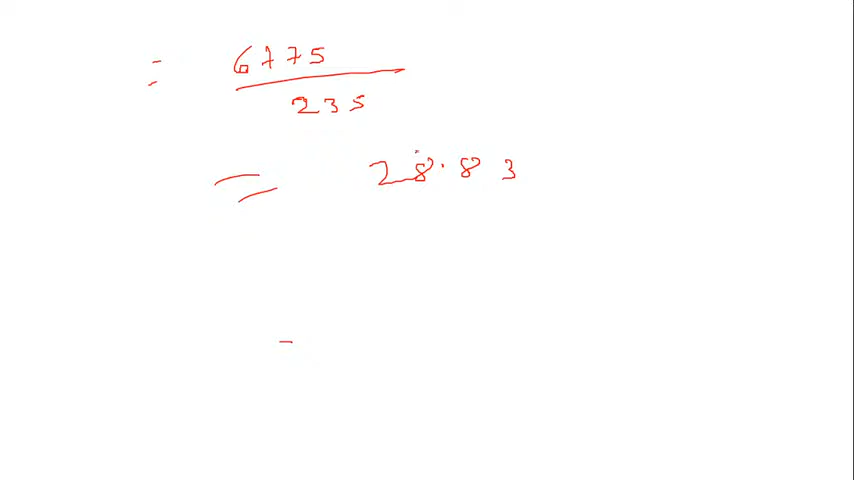 = 6775
235
= 28.83
-